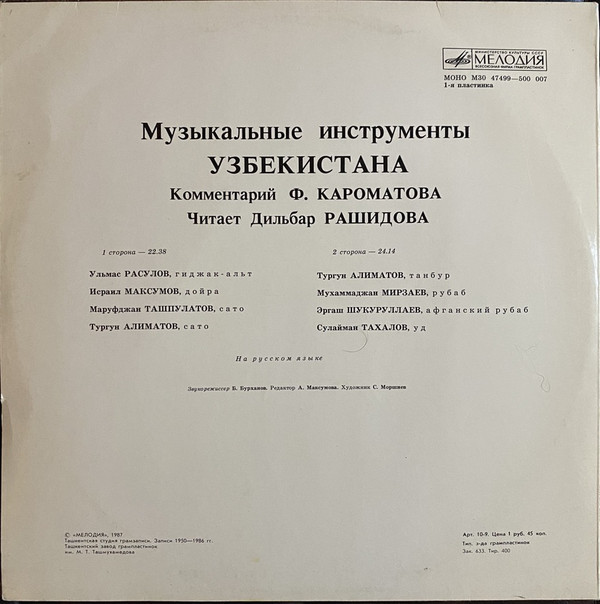 МИНИСТЕРСТВО КУЛЬТУРЫ СССР
МЕЛОДИЯ
ВСЕСОЮЗНАЯ ФИРМА ГРАМПЛАСТИНОК
МОНО М30 47499—500 007
1-я пластинка
Музыкальные инструменты
УЗБЕКИСТАНА
Комментарий Ф. КАРОМАТОВА
Читает Дильбар РАШИДОВА
1 сторона — 22.38
Ульмас РАСУЛОВ, гиджак-альт
Исраил МАКСУМОВ, дойра
Маруфджан ТАШПУЛАТОВ, сато
Тургун АЛИМАТОВ, сато
2 сторона — 24.14
Тургун АЛИМАТОВ, танбур
Мухаммаджан МИРЗАЕВ, рубаб
Эргаш ШУКУРУЛЛАЕВ, афганский рубаб
Сулайман ТАХАЛОВ, уд
На русском языке
Звукорежиссер Б. Бурханов. Редактор А. Максумова. Художник С. Моршнев
© «МЕЛОДИЯ», 1987
Ташкентская студия грамзаписи. Записи 1950—1986 гг.
Ташкентский завод грампластинок
им. М. Т. Ташмухамедова
Арт. 10-9. Цена 1 руб. 45 коп.
Тип. з-да грампластинок
Зак. 633. Тир. 400